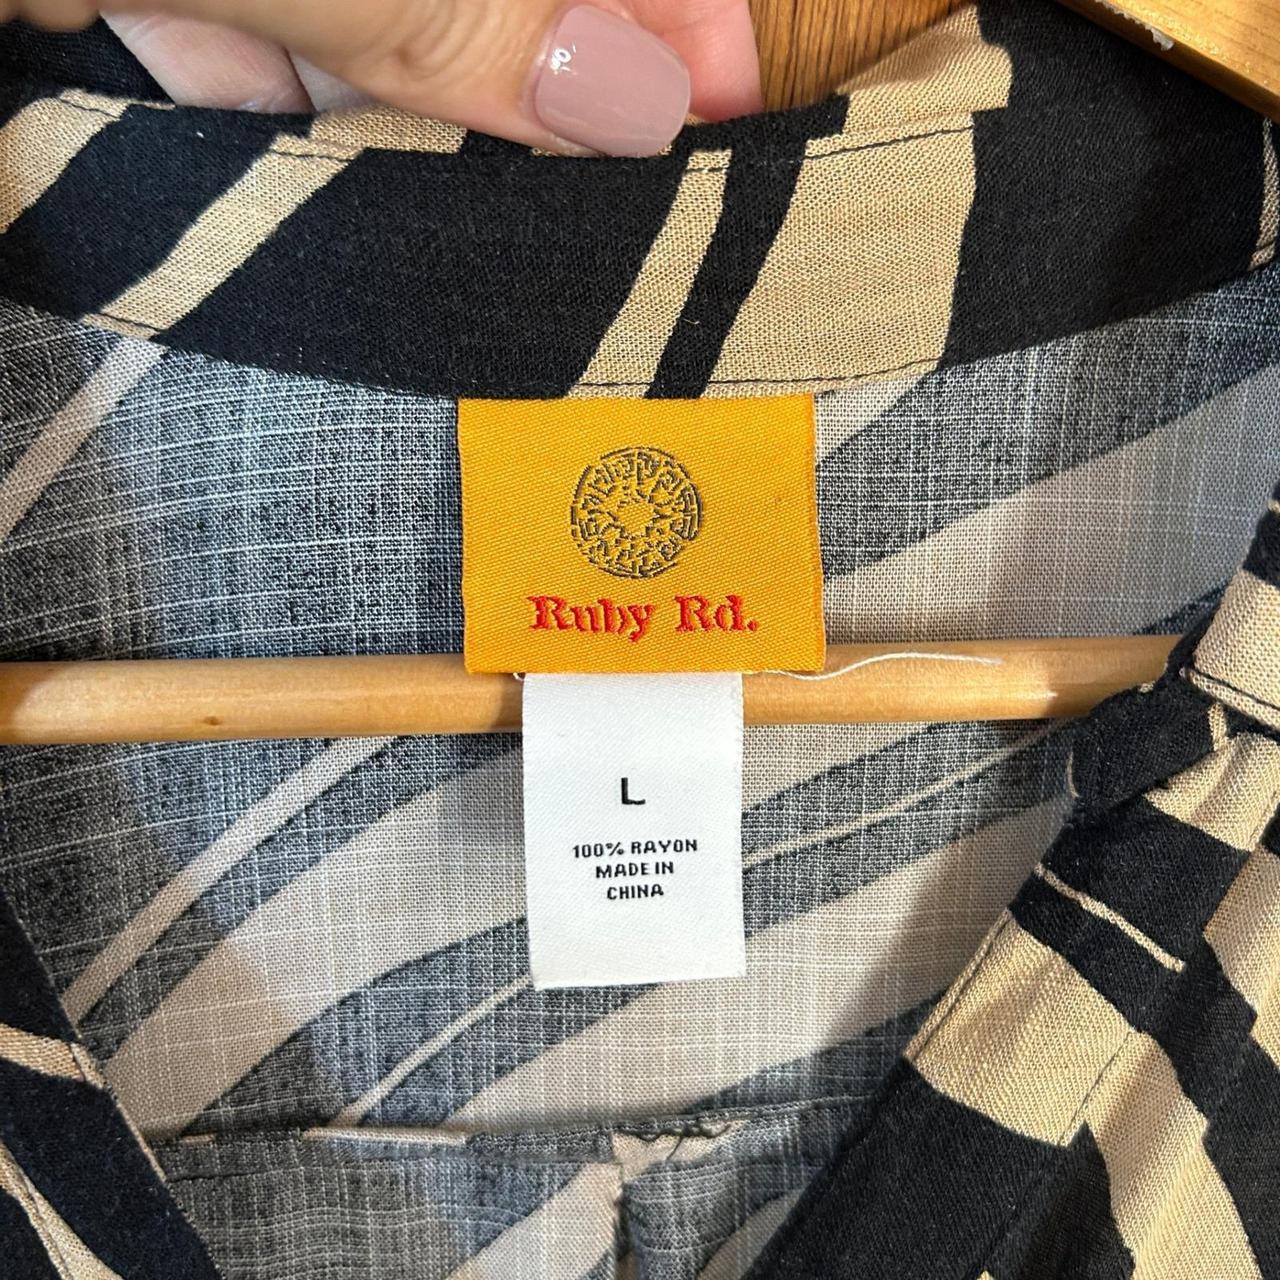 Ruby Rd.
L
100% RAYON
MADE IN
CHINA